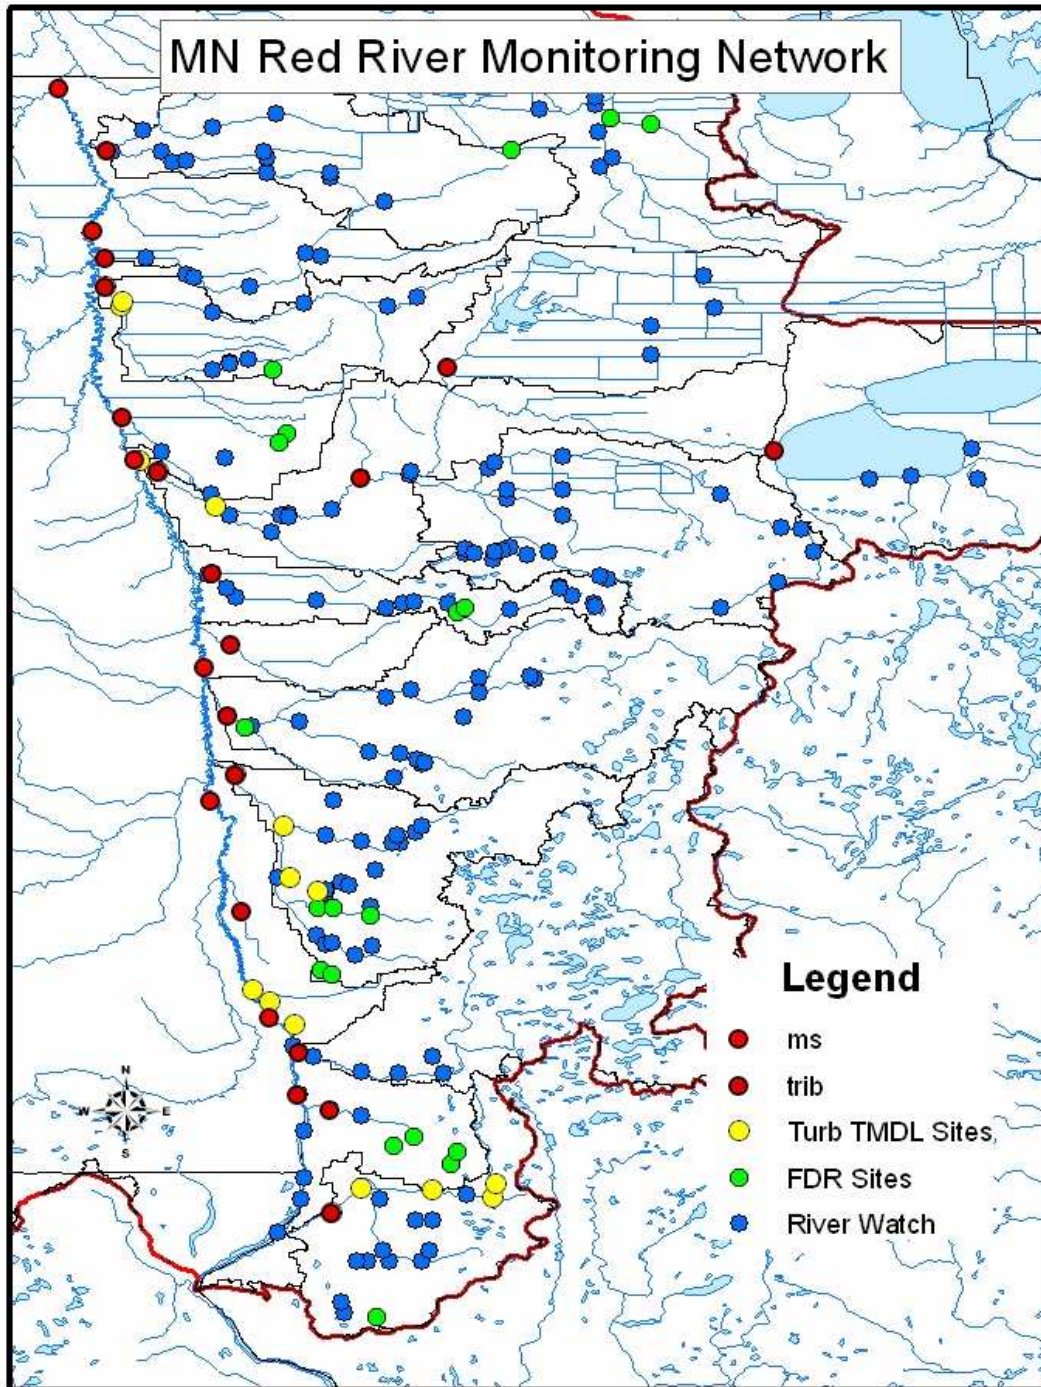 MN Red River Monitoring Network
Legend
ms
trib
Turb TMDL Sites
FDR Sites
River Watch
N
W E
S